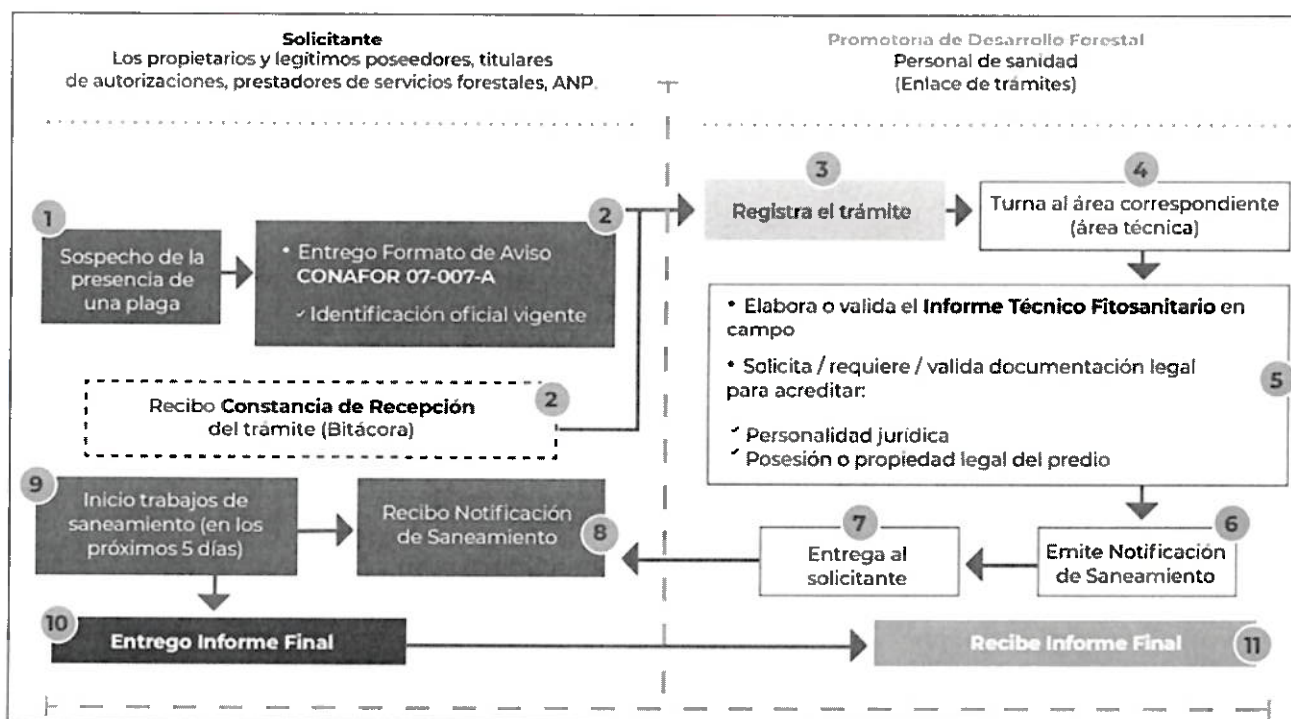 Solicitante
Los propietarios y legítimos poseedores, titulares
de autorizaciones, prestadores de servicios forestales, ANP.
Promotoria de Desarrollo Forestal
Personal de sanidad
(Enlace de trámites)
1
Sospecho de la
presencia de
una plaga
2
• Entrego Formato de Aviso
CONAFOR 07-007-A
✓ Identificación oficial vigente
2
Recibo Constancia de Recepción
del trámite (Bitácora)
3
Registra el trámite
4
Turna al área correspondiente
(área técnica)
5
• Elabora o valida el Informe Técnico Fitosanitario en
campo
• Solicita / requiere / valida documentación legal
para acreditar:
✓ Personalidad jurídica
✓ Posesión o propiedad legal del predio
6
Emite Notificación
de Saneamiento
7
Entrega al
solicitante
8
Recibo Notificación
de Saneamiento
9
Inicio trabajos de
saneamiento (en los
próximos 5 días)
10
Entrego Informe Final
Recibe Informe Final
11